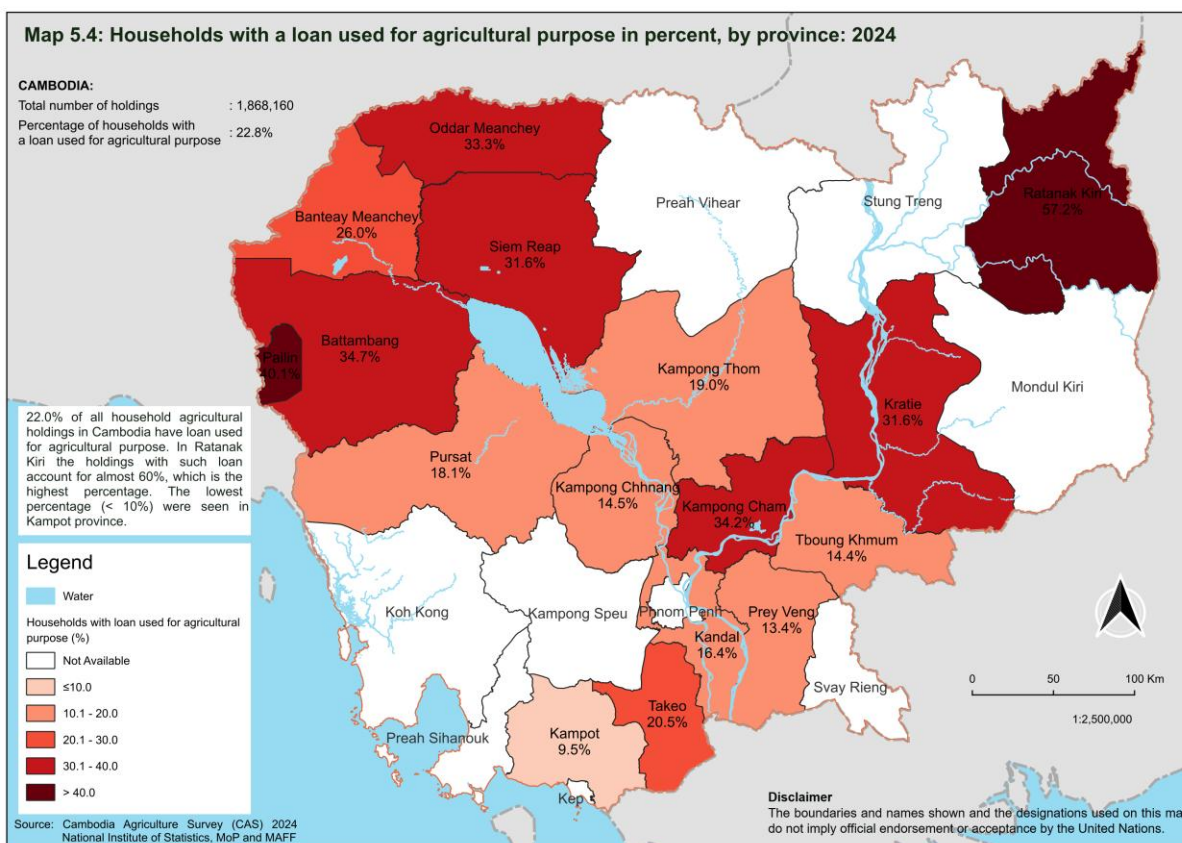 Map 5.4: Households with a loan used for agricultural purpose in percent, by province: 2024
CAMBODIA:
Total number of holdings : 1,868,160
Percentage of households with
a loan used for agricultural purpose : 22.8%
Oddar Meanchey
33.3%
Banteay Meanchey
26.0%
Siem Reap
31.6%
Preah Vihear
Stung Treng
Ratanak Kiri
57.2%
Battambang
34.7%
Pailin
40.1%
Kampong Thom
19.0%
Kratie
31.6%
Mondul Kiri
Pursat
18.1%
Kampong Chhnang
14.5%
Kampong Cham
34.2%
Tboung Khmum
14.4%
Koh Kong
Kampong Speu
Phnom Penh
Prey Veng
13.4%
Kandal
16.4%
Svay Rieng
Takeo
20.5%
Preah Sihanouk
Kampot
9.5%
Kep
22.0% of all household agricultural
holdings in Cambodia have loan used
for agricultural purpose. In Ratanak
Kiri the holdings with such loan
account for almost 60%, which is the
highest percentage. The lowest
percentage (< 10%) were seen in
Kampot province.
Legend
Water
Households with loan used for agricultural
purpose (%)
Not Available
≤10.0
10.1 - 20.0
20.1 - 30.0
30.1 - 40.0
> 40.0
Source: Cambodia Agriculture Survey (CAS) 2024
National Institute of Statistics, MoP and MAFF
0 50 100 Km
1:2,500,000
Disclaimer
The boundaries and names shown and the designations used on this ma
do not imply official endorsement or acceptance by the United Nations.